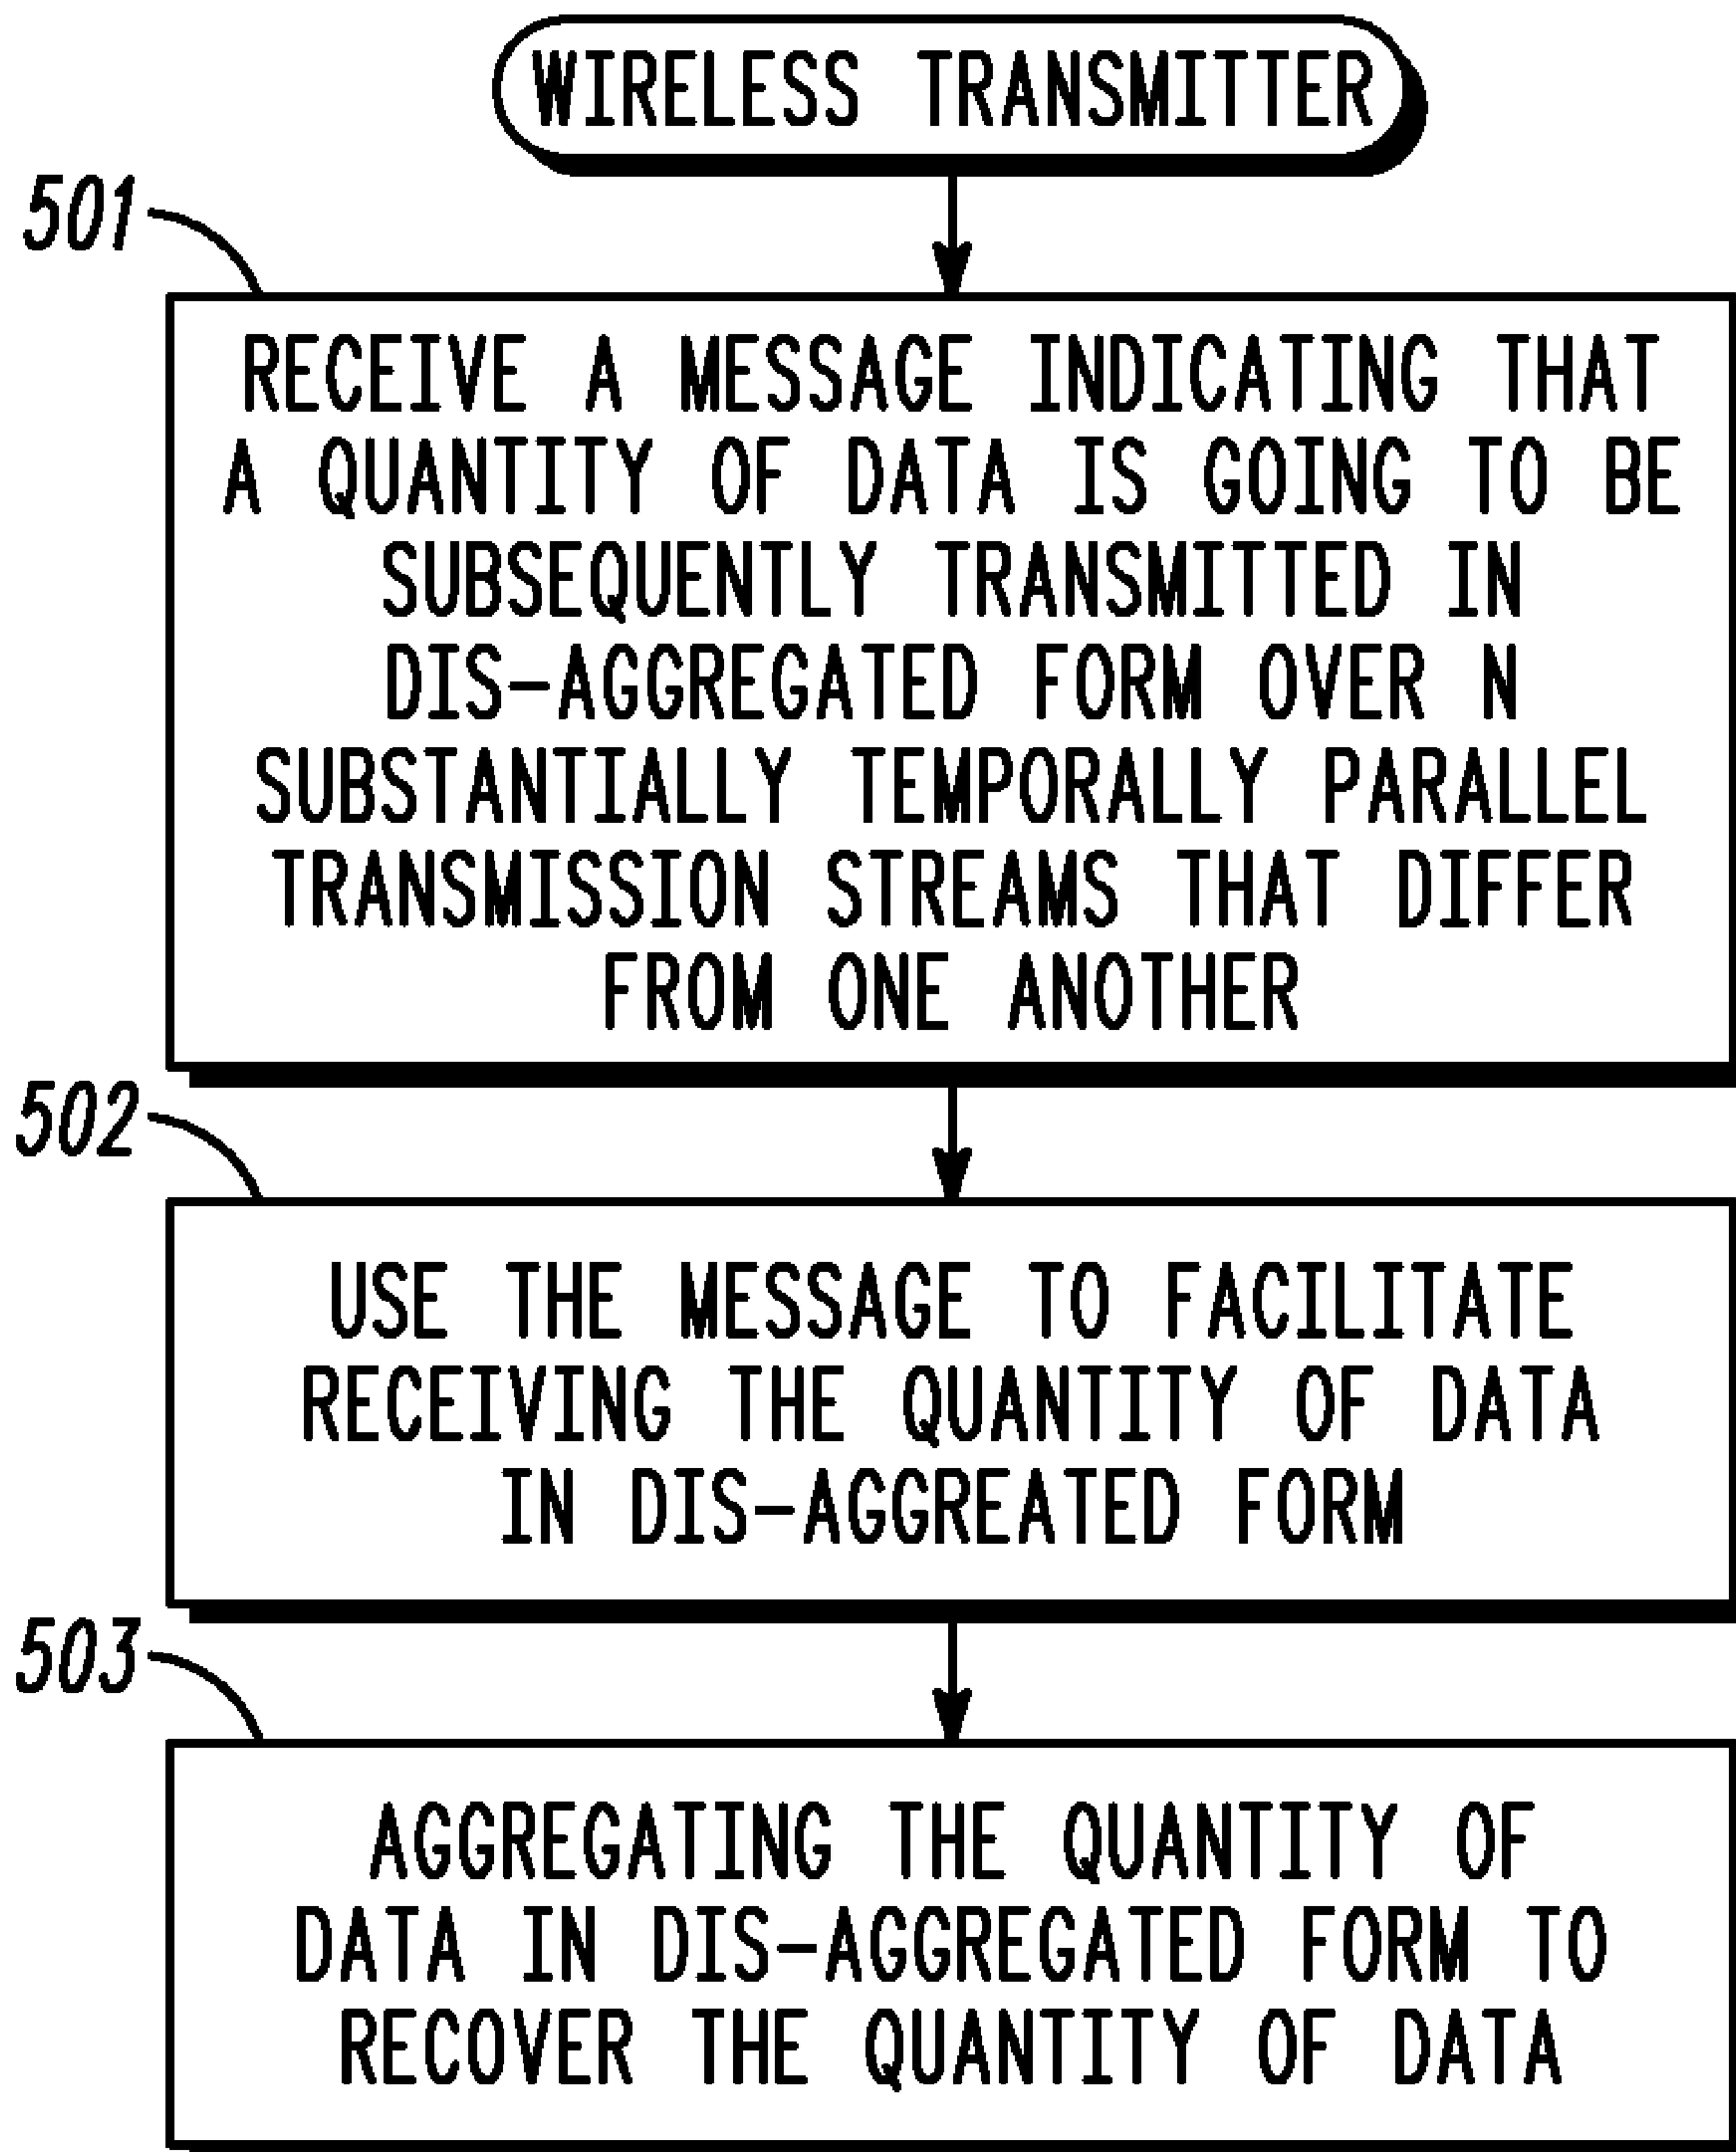 WIRELESS TRANSMITTER
501
RECEIVE A MESSAGE INDICATING THAT
A QUANTITY OF DATA IS GOING TO BE
SUBSEQUENTLY TRANSMITTED IN
DIS-AGGREGATED FORM OVER N
SUBSTANTIALLY TEMPORALLY PARALLEL
TRANSMISSION STREAMS THAT DIFFER
FROM ONE ANOTHER
502
USE THE MESSAGE TO FACILITATE
RECEIVING THE QUANTITY OF DATA
IN DIS-AGGREATED FORM
503
AGGREGATING THE QUANTITY OF
DATA IN DIS-AGGREGATED FORM TO
RECOVER THE QUANTITY OF DATA